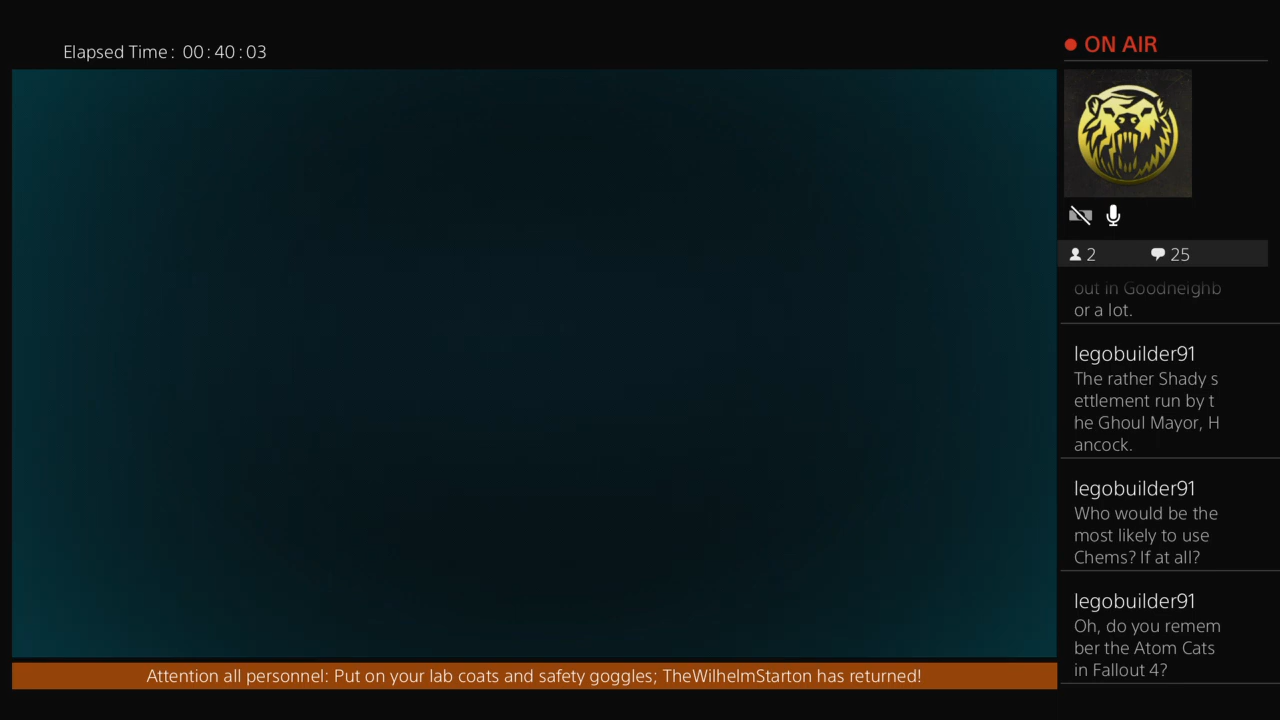 Elapsed Time: 00:40:03
ON AIR
2 25
out in Goodneighb
or a lot.
legobuilder91
The rather Shady s
ettlement run by t
he Ghoul Mayor, H
ancock.
legobuilder91
Who would be the
most likely to use
Chems? If at all?
legobuilder91
Oh, do you remem
ber the Atom Cats
in Fallout 4?
Attention all personnel: Put on your lab coats and safety goggles; TheWilhelmStarton has returned!